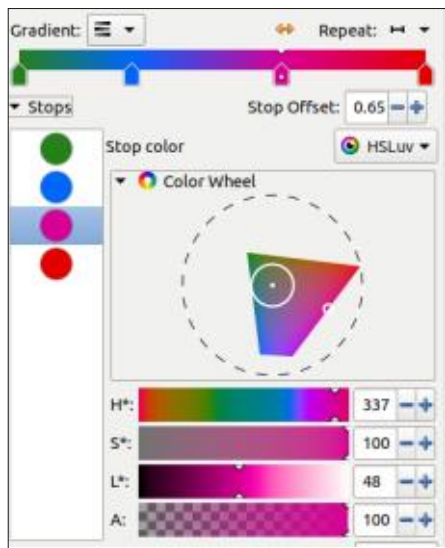 Gradient: Repeat:
Stops Stop Offset: 0.65
Stop color HSLuv
Color Wheel
H*: 337
S*: 100
L*: 48
A: 100